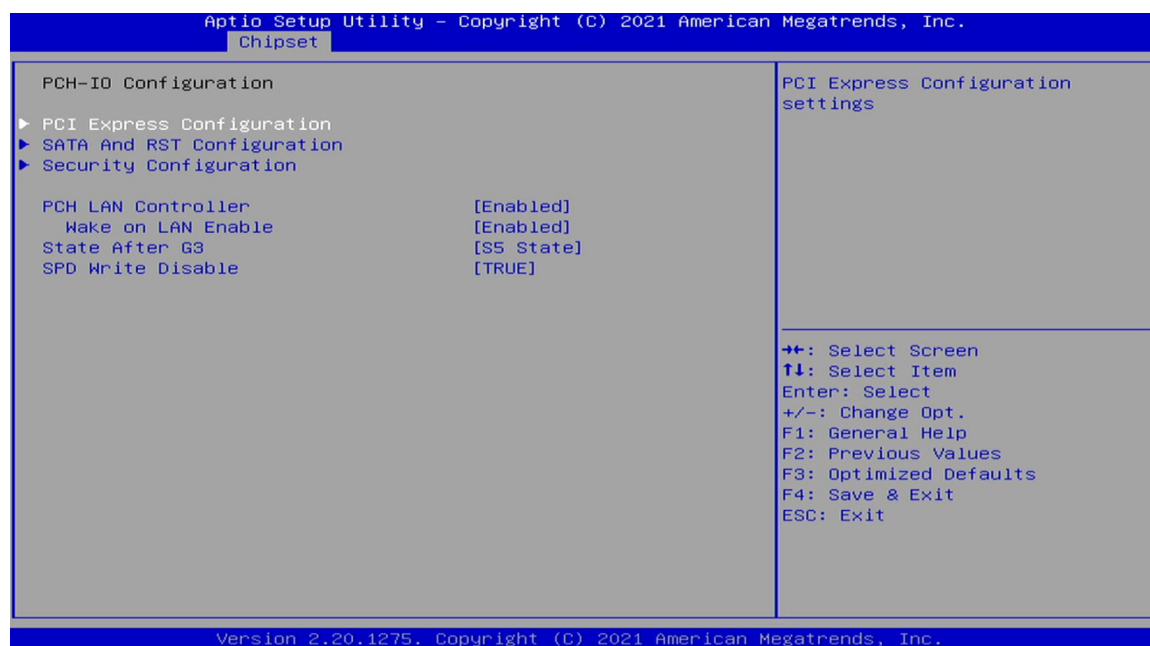 Aptio Setup Utility – Copyright (C) 2021 American Megatrends, Inc.
Chipset
PCH-IO Configuration
▶ PCI Express Configuration
▶ SATA And RST Configuration
▶ Security Configuration
PCH LAN Controller [Enabled]
Wake on LAN Enable [Enabled]
State After G3 [S5 State]
SPD Write Disable [TRUE]
PCI Express Configuration
settings
→←: Select Screen
↑↓: Select Item
Enter: Select
+/-: Change Opt.
F1: General Help
F2: Previous Values
F3: Optimized Defaults
F4: Save & Exit
ESC: Exit
Version 2.20.1275. Copyright (C) 2021 American Megatrends, Inc.